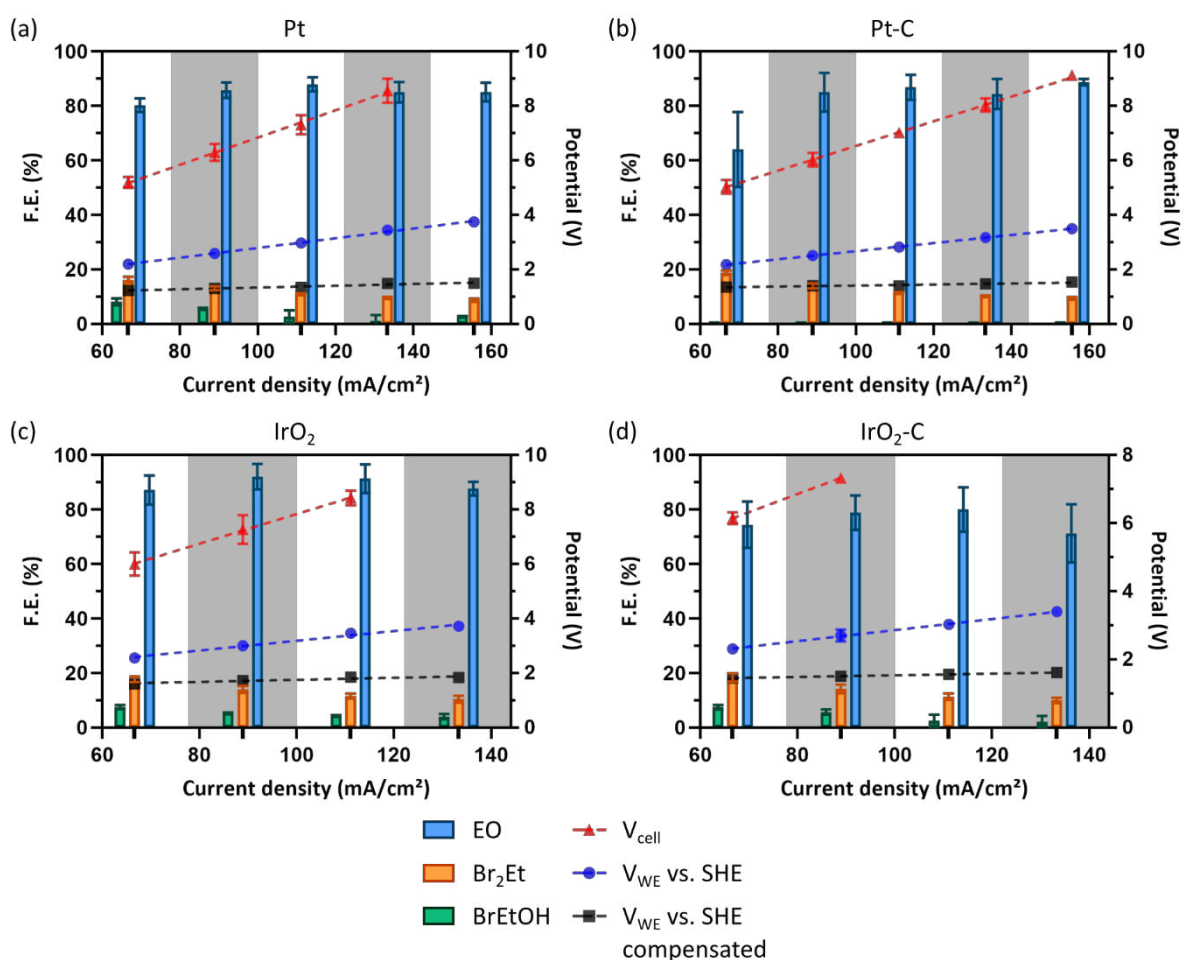 (a)
Pt
F.E. (%)
100
80
60
40
20
0
10
8
6
4
2
0
Potential (V)
60 80 100 120 140 160
Current density (mA/cm²)
(b)
Pt-C
F.E. (%)
100
80
60
40
20
0
10
8
6
4
2
0
Potential (V)
60 80 100 120 140 160
Current density (mA/cm²)
(c)
IrO₂
F.E. (%)
100
80
60
40
20
0
10
8
6
4
2
0
Potential (V)
60 80 100 120 140
Current density (mA/cm²)
(d)
IrO₂-C
F.E. (%)
100
80
60
40
20
0
8
6
4
2
0
Potential (V)
60 80 100 120 140
Current density (mA/cm²)
EO
V_cell
Br₂Et
V_WE vs. SHE
BrEtOH
V_WE vs. SHE
compensated